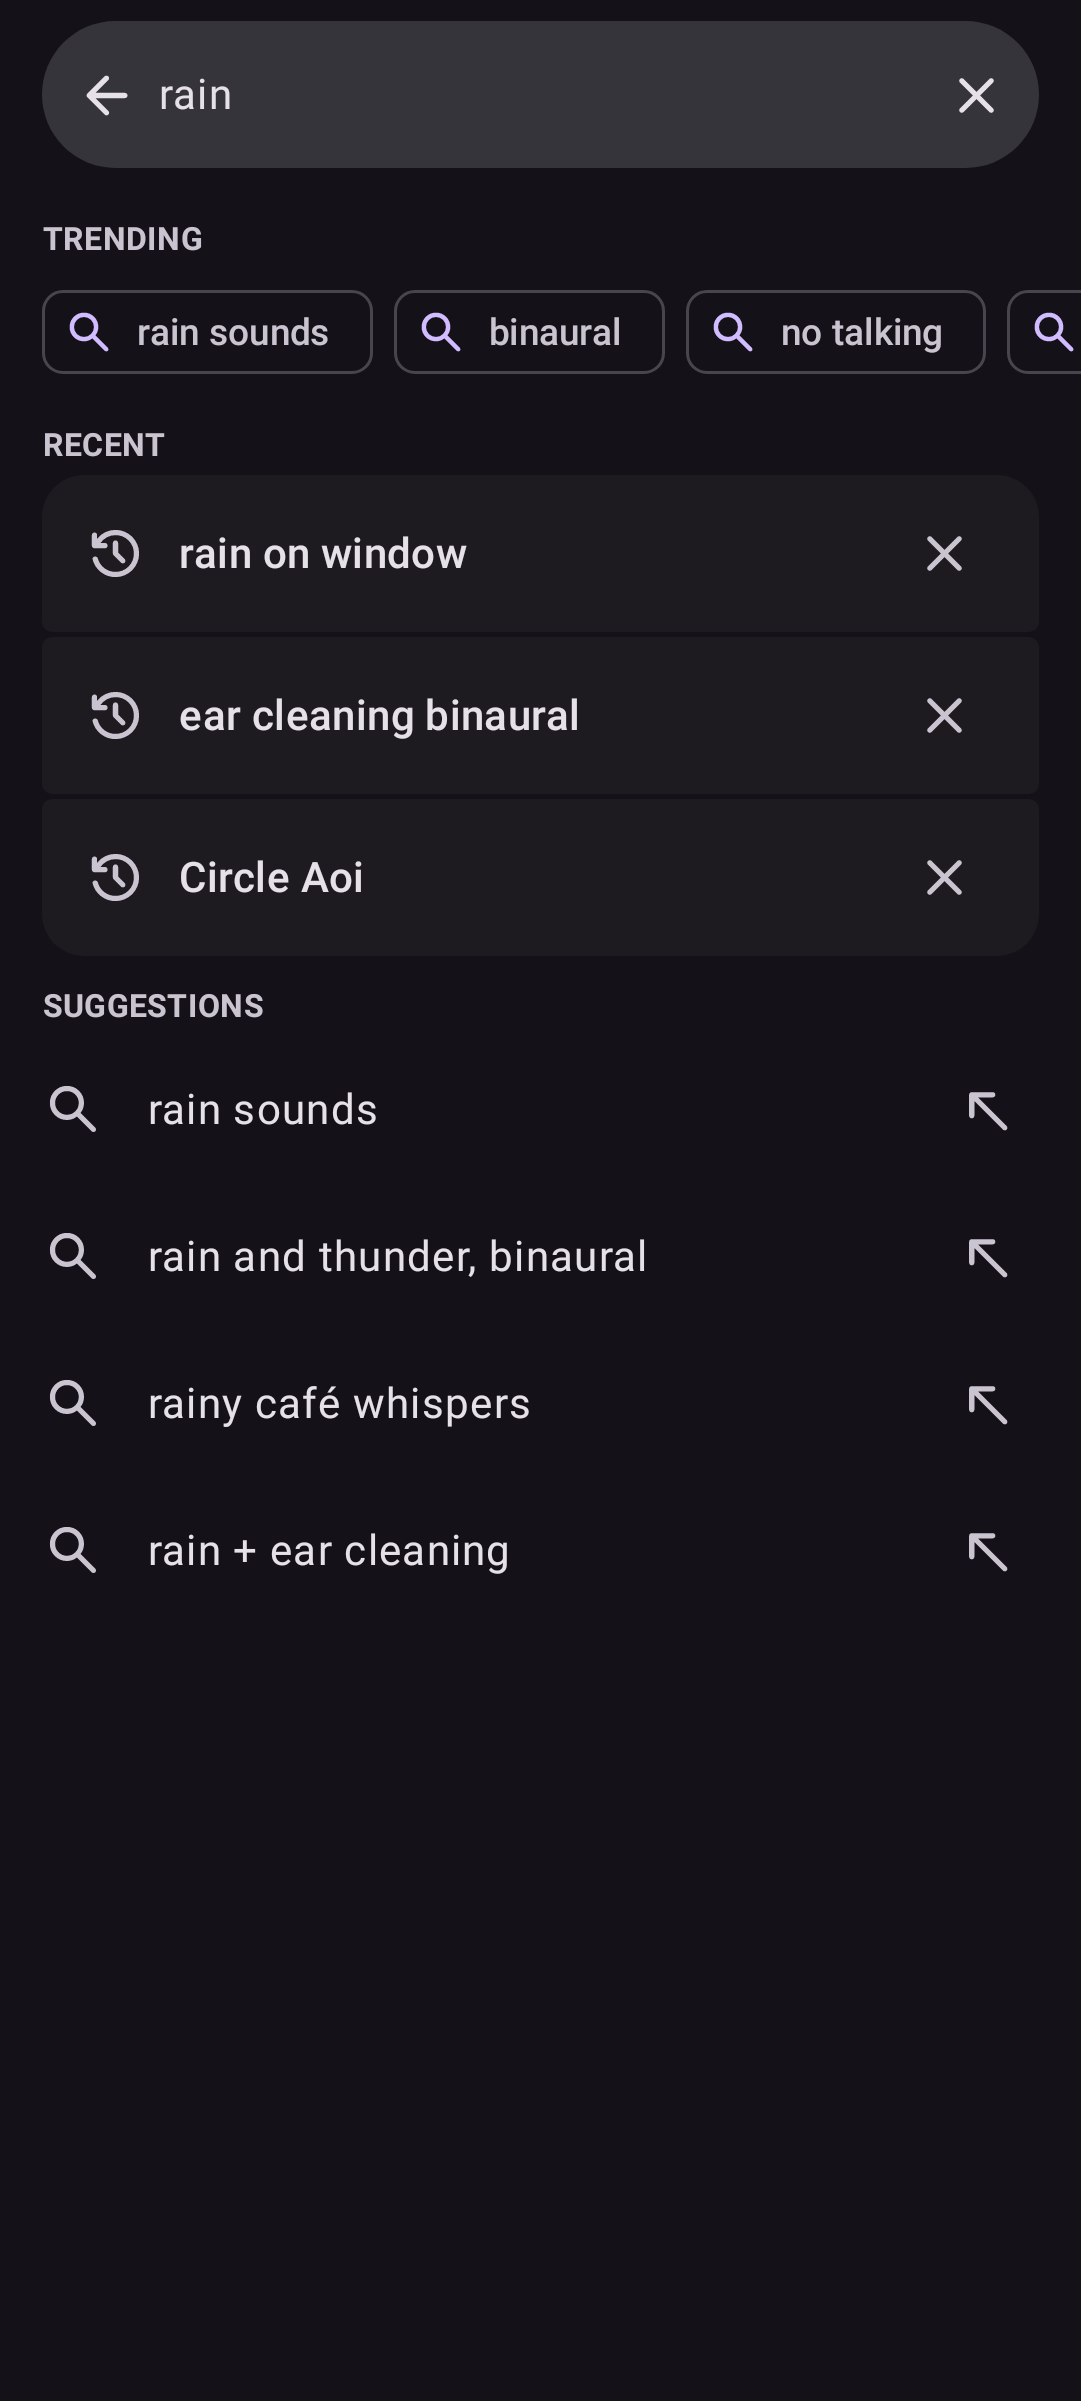 rain
TRENDING
rain sounds
binaural
no talking
RECENT
rain on window
ear cleaning binaural
Circle Aoi
SUGGESTIONS
rain sounds
rain and thunder, binaural
rainy café whispers
rain + ear cleaning